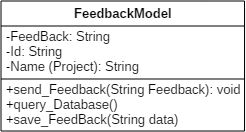 FeedbackModel
-FeedBack: String
-Id: String
-Name (Project): String
+send_Feedback(String Feedback): void
+query_Database()
+save_FeedBack(String data)